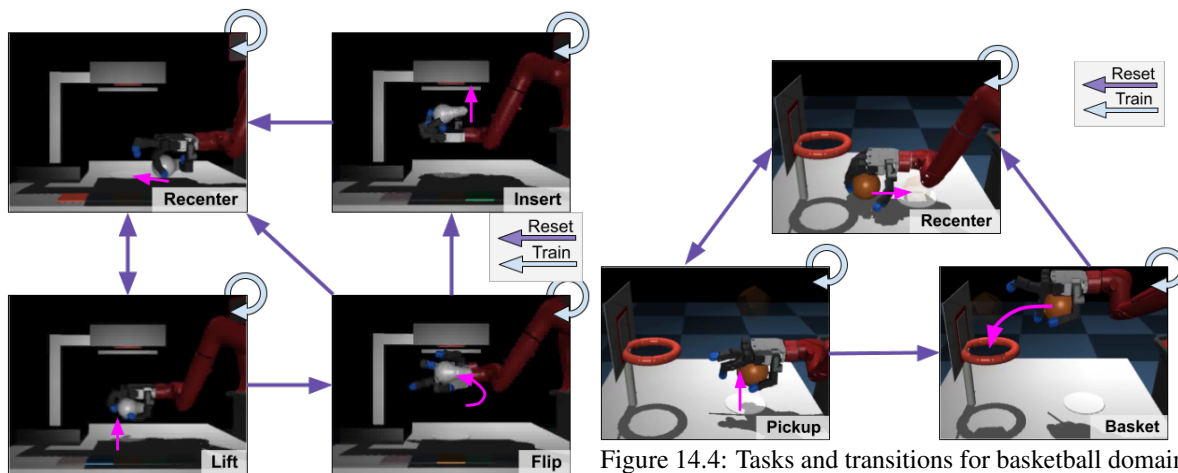 Recenter
Insert
Reset
Train
Lift
Flip
Reset
Train
Recenter
Pickup
Basket
Figure 14.4: Tasks and transitions for basketball domain